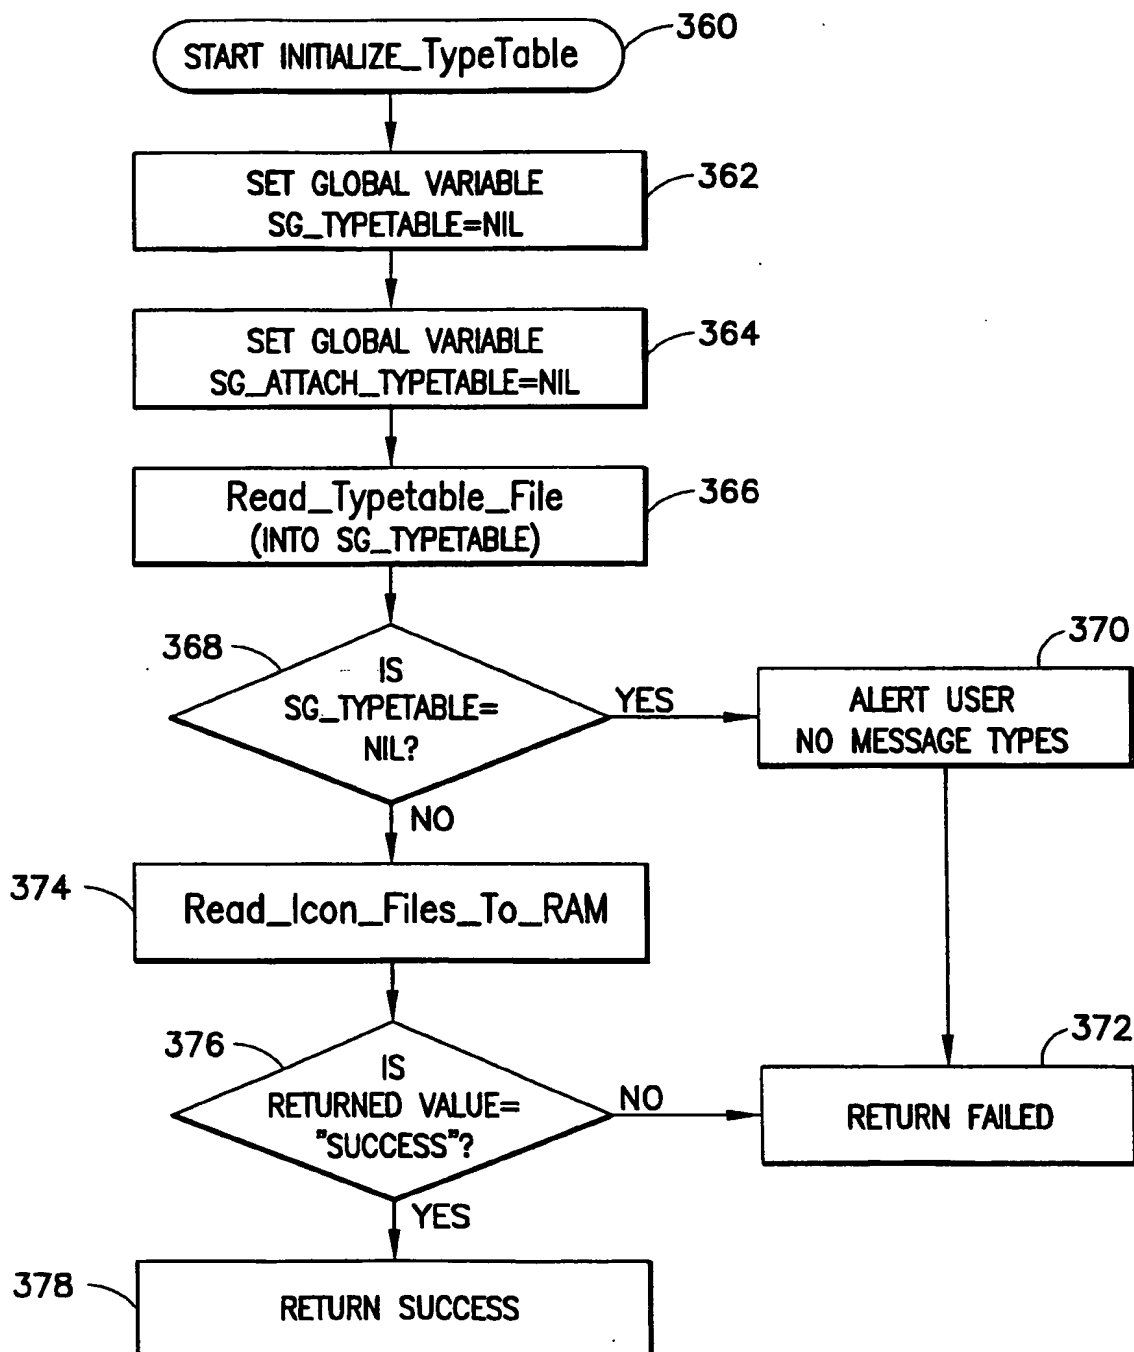 360
START INITIALIZE_TypeTable
362
SET GLOBAL VARIABLE
SG_TYPETABLE=NIL
364
SET GLOBAL VARIABLE
SG_ATTACH_TYPETABLE=NIL
366
Read_Typetable_File
(INTO SG_TYPETABLE)
368
IS
SG_TYPETABLE=
NIL?
YES
370
ALERT USER
NO MESSAGE TYPES
NO
374
Read_Icon_Files_To_RAM
376
IS
RETURNED VALUE=
"SUCCESS"?
NO
372
RETURN FAILED
YES
378
RETURN SUCCESS